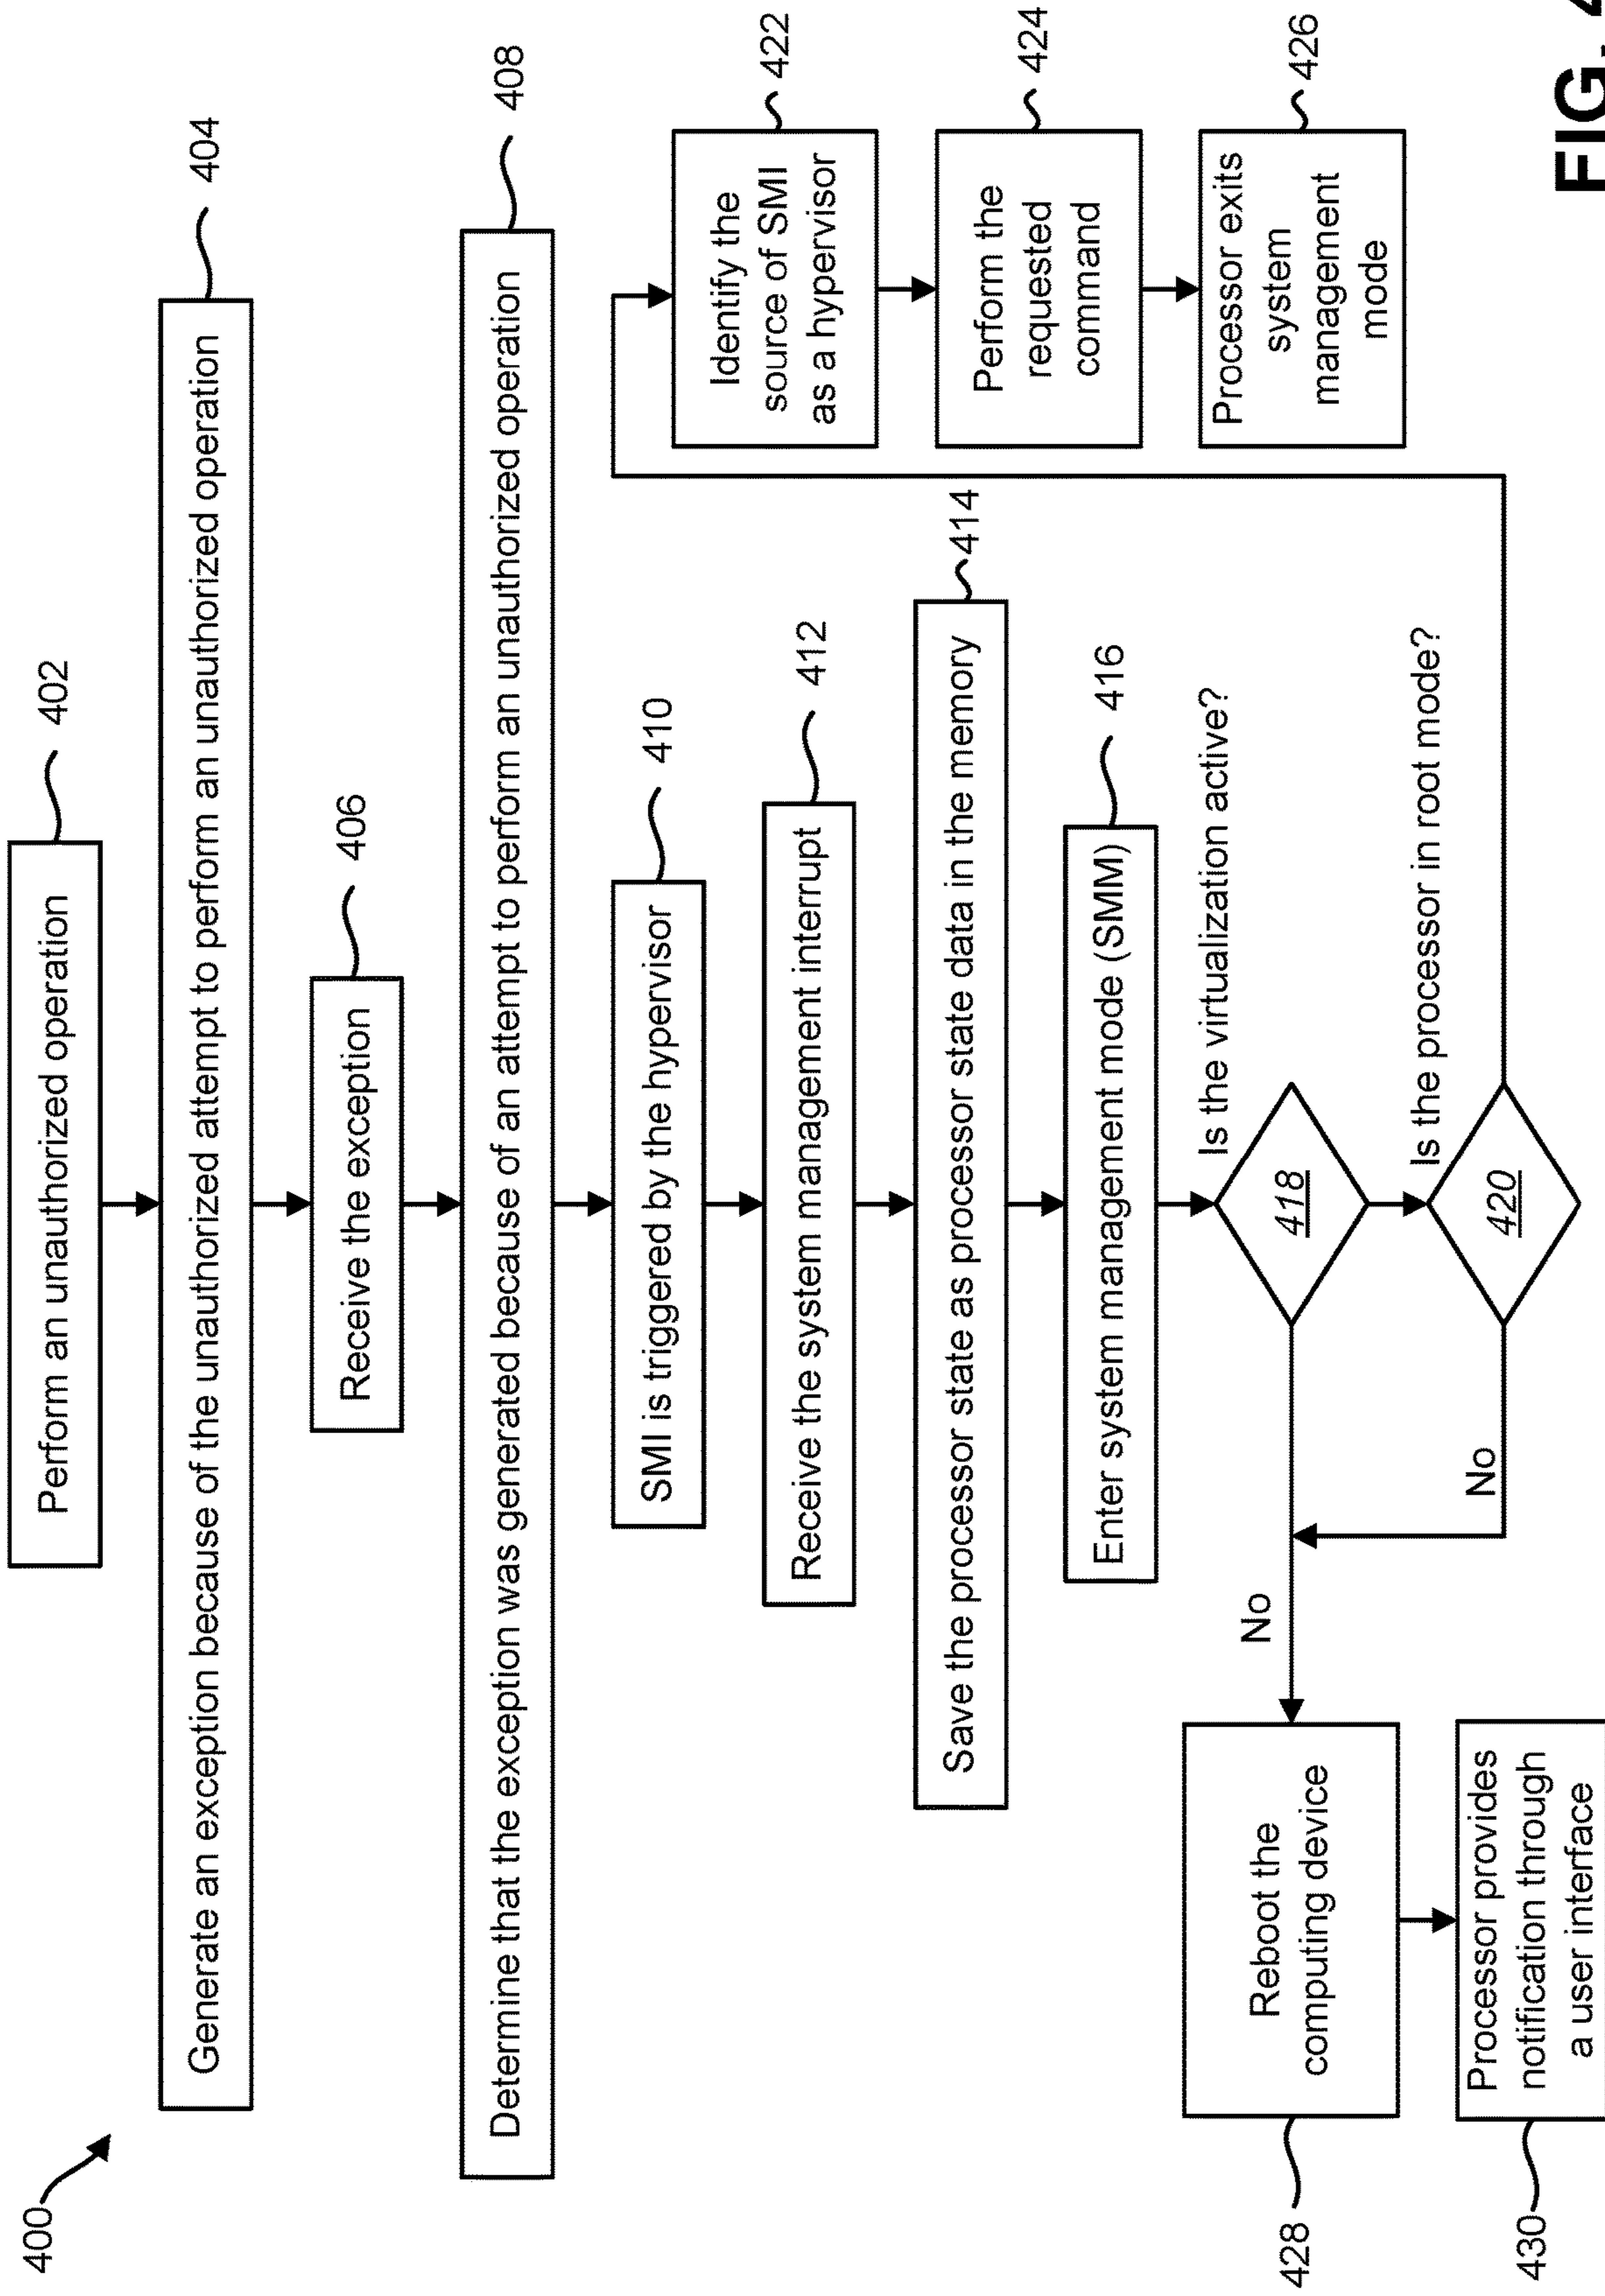 400
Perform an unauthorized operation
402
Generate an exception because of the unauthorized attempt to perform an unauthorized operation
404
Receive the exception
406
Determine that the exception was generated because of an attempt to perform an unauthorized operation
408
SMI is triggered by the hypervisor
410
Receive the system management interrupt
412
Save the processor state as processor state data in the memory
414
Enter system management mode (SMM)
416
Is the virtualization active?
418
No
Is the processor in root mode?
420
No
Identify the
source of SMI
as a hypervisor
422
Perform the
requested
command
424
Processor exits
system
management
mode
426
Reboot the
computing device
428
Processor provides
notification through
a user interface
430
FIG.